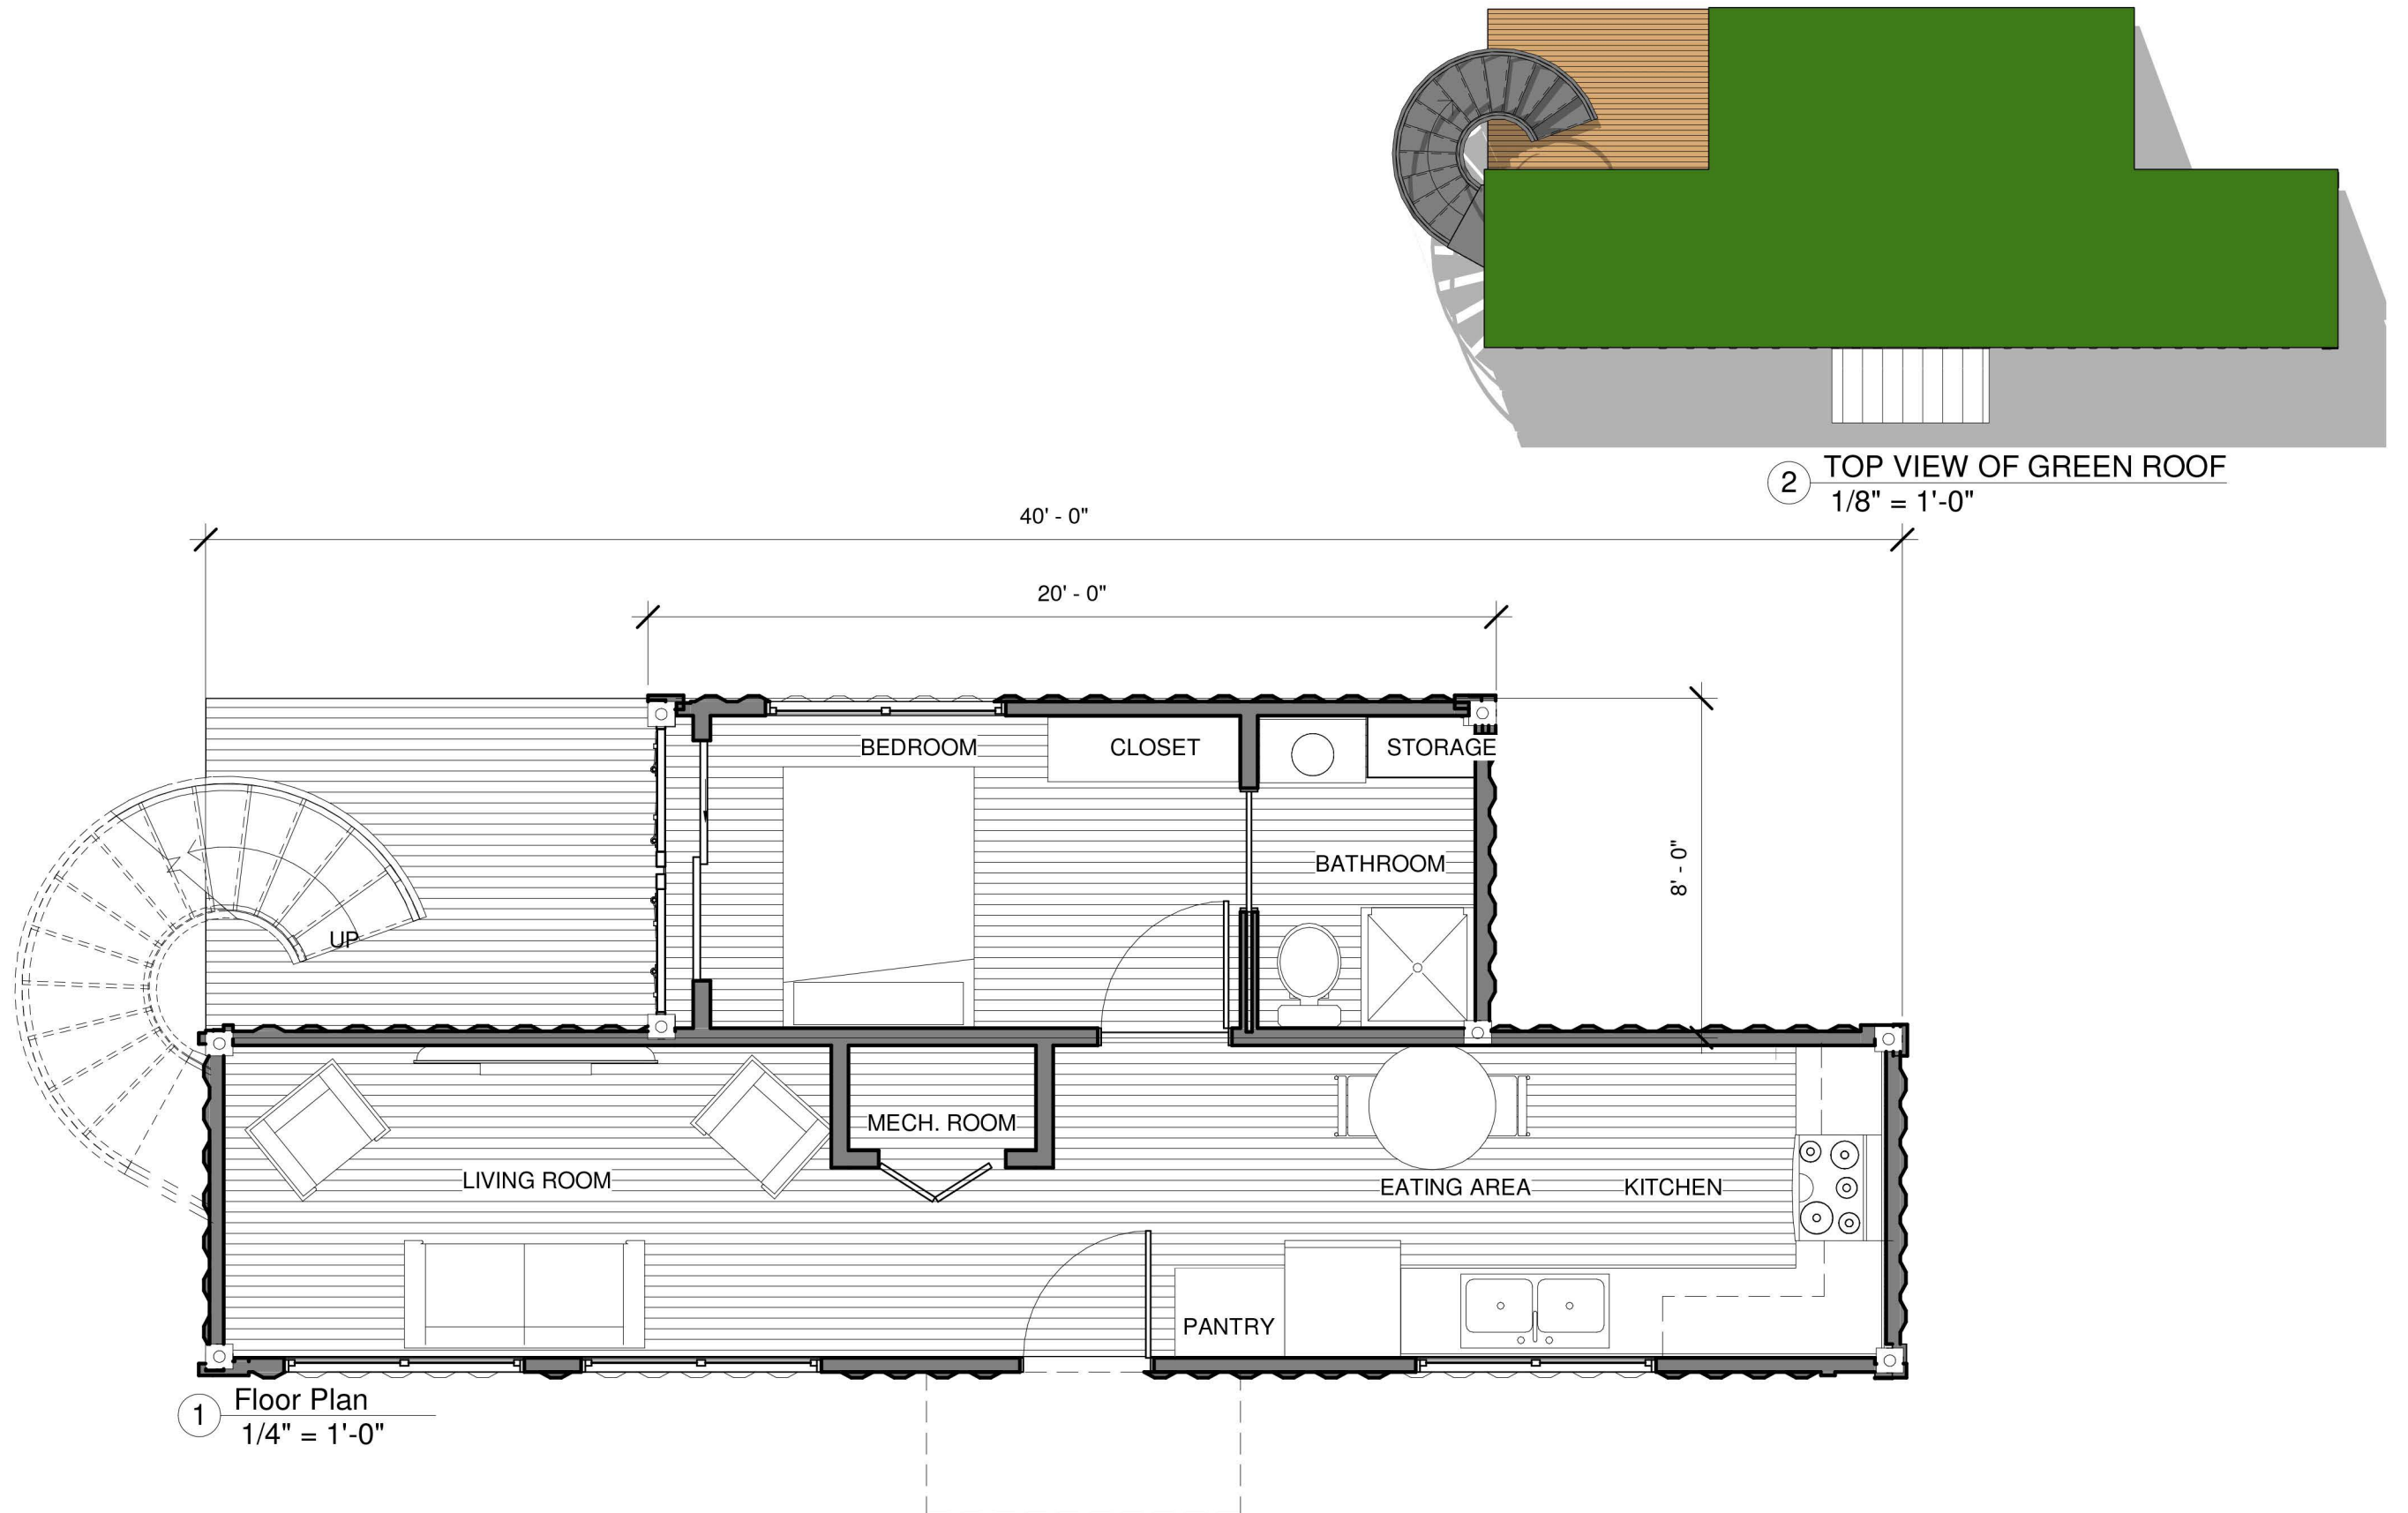 2
TOP VIEW OF GREEN ROOF
1/8" = 1'-0"
40' - 0"
20' - 0"
BEDROOM
CLOSET
STORAGE
8' - 0"
BATHROOM
UP
MECH. ROOM
LIVING ROOM
EATING AREA
KITCHEN
PANTRY
1
Floor Plan
1/4" = 1'-0"